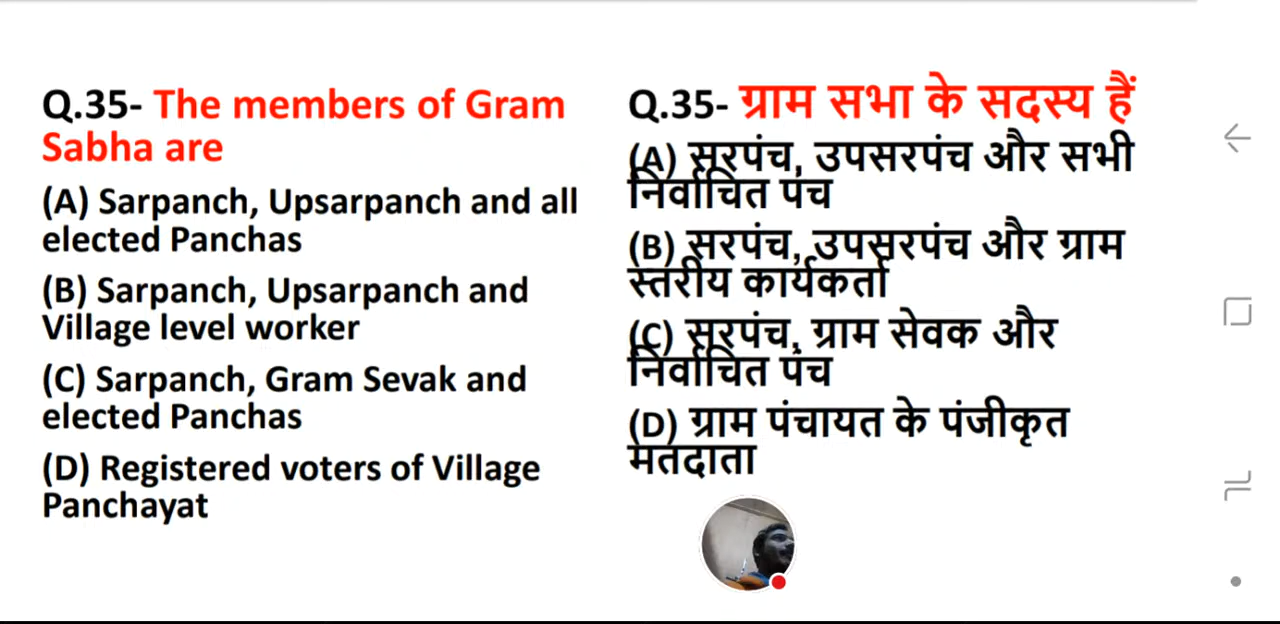 Q.35- The members of Gram
Sabha are
(A) Sarpanch, Upsarpanch and all
elected Panchas
(B) Sarpanch, Upsarpanch and
Village level worker
(C) Sarpanch, Gram Sevak and
elected Panchas
(D) Registered voters of Village
Panchayat
Q.35- ग्राम सभा के सदस्य हैं
(A) सरपंच, उपसरपंच और सभी
निर्वाचित पंच
(B) सरपंच, उपसरपंच और ग्राम
स्तरीय कार्यकर्ता
(C) सरपंच, ग्राम सेवक और
निर्वाचित पंच
(D) ग्राम पंचायत के पंजीकृत
मतदाता